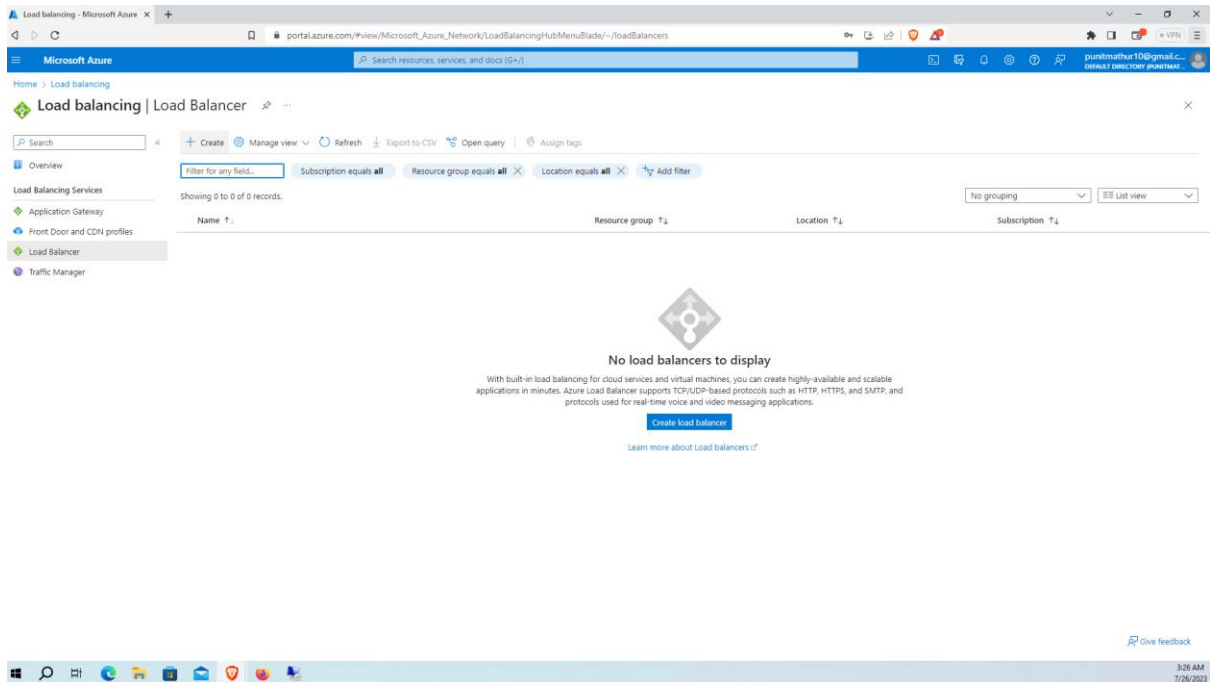 Load balancing - Microsoft Azure
portal.azure.com/#view/Microsoft_Azure_Network/LoadBalancingHubMenuBlade/~/loadBalancers
VPN
Microsoft Azure
Search resources, services, and docs (G+/)
punitmathur10@gmail.c...
DEFAULT DIRECTORY (PUNITMAT...
Home > Load balancing
Load balancing | Load Balancer
Search
Create Manage view Refresh Export to CSV Open query Assign tags
Overview
Filter for any field... Subscription equals all Resource group equals all Location equals all Add filter
Load Balancing Services
Showing 0 to 0 of 0 records.
No grouping List view
Application Gateway
Name Resource group Location Subscription
Front Door and CDN profiles
Load Balancer
Traffic Manager
No load balancers to display
With built-in load balancing for cloud services and virtual machines, you can create highly-available and scalable
applications in minutes. Azure Load Balancer supports TCP/UDP-based protocols such as HTTP, HTTPS, and SMTP, and
protocols used for real-time voice and video messaging applications.
Create load balancer
Learn more about Load balancers
Give feedback
3:26 AM
7/26/2023